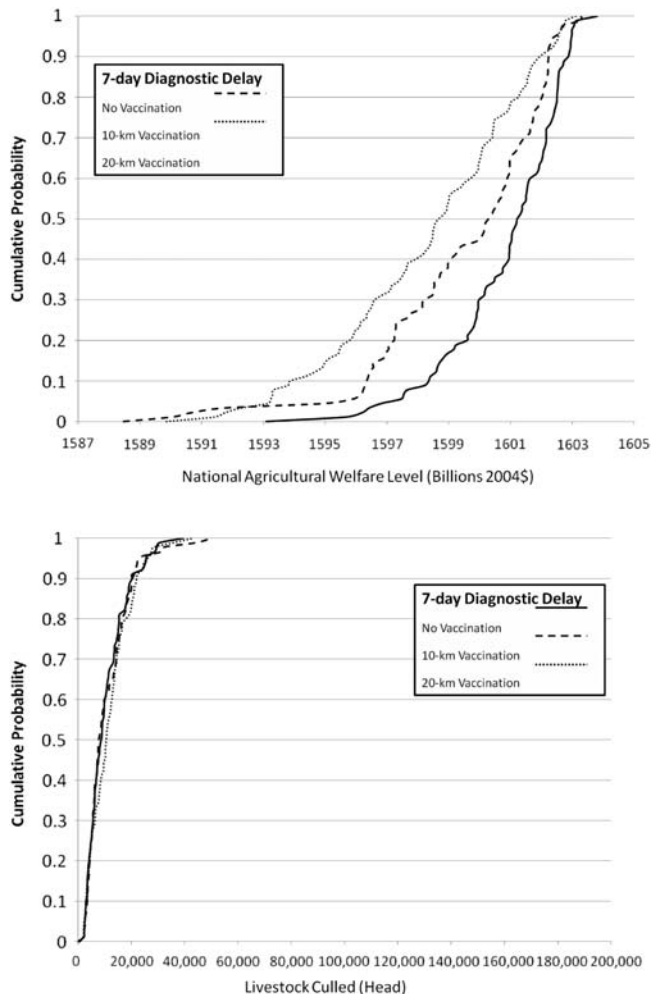 1
0.9
0.8
0.7
0.6
0.5
0.4
0.3
0.2
0.1
0
Cumulative Probability
7-day Diagnostic Delay
No Vaccination
10-km Vaccination
20-km Vaccination
1587 1589 1591 1593 1595 1597 1599 1601 1603 1605
National Agricultural Welfare Level (Billions 2004$)
1
0.9
0.8
0.7
0.6
0.5
0.4
0.3
0.2
0.1
0
Cumulative Probability
7-day Diagnostic Delay
No Vaccination
10-km Vaccination
20-km Vaccination
0 20,000 40,000 60,000 80,000 100,000 120,000 140,000 160,000 180,000 200,000
Livestock Culled (Head)